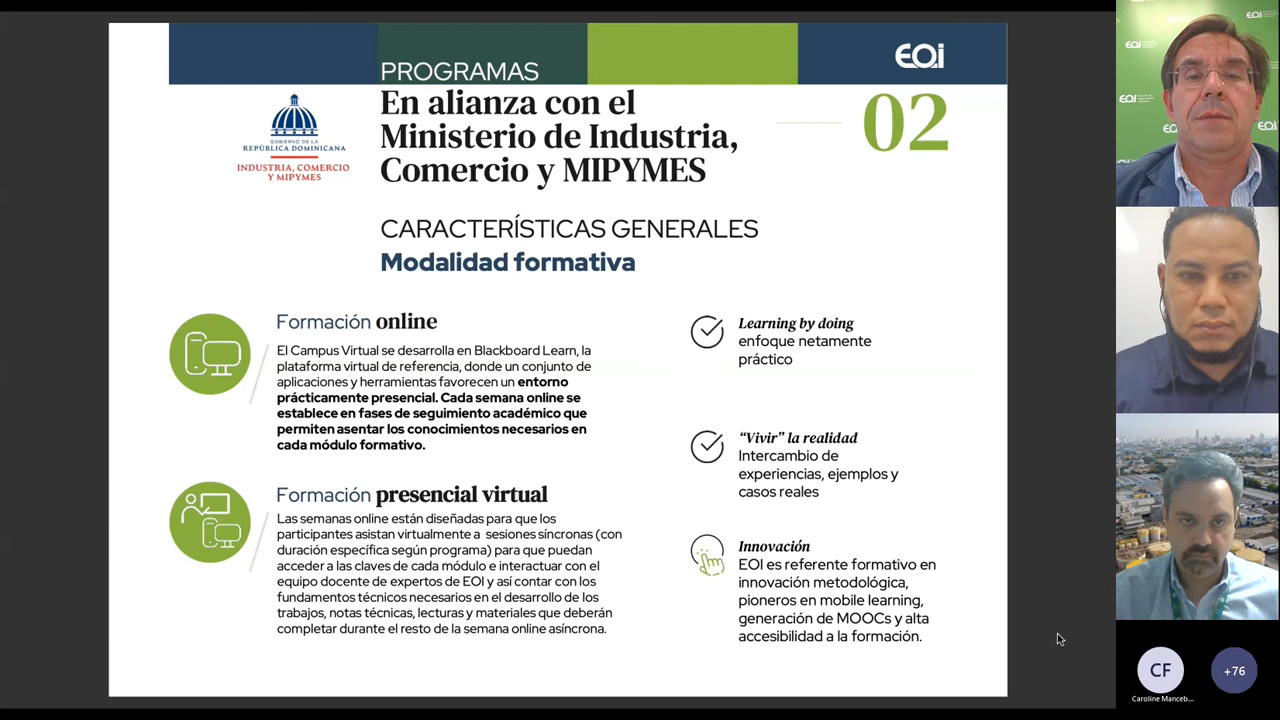 PROGRAMAS
EOI
En alianza con el
Ministerio de Industria,
Comercio y MIPYMES
02
GOBIERNO DE LA
REPÚBLICA DOMINICANA
INDUSTRIA, COMERCIO
Y MIPYMES
CARACTERÍSTICAS GENERALES
Modalidad formativa
Formación online
El Campus Virtual se desarrolla en Blackboard Learn, la
plataforma virtual de referencia, donde un conjunto de
aplicaciones y herramientas favorecen un entorno
prácticamente presencial. Cada semana online se
establece en fases de seguimiento académico que
permiten asentar los conocimientos necesarios en
cada módulo formativo.
Formación presencial virtual
Las semanas online están diseñadas para que los
participantes asistan virtualmente a sesiones síncronas (con
duración específica según programa) para que puedan
acceder a las claves de cada módulo e interactuar con el
equipo docente de expertos de EOI y así contar con los
fundamentos técnicos necesarios en el desarrollo de los
trabajos, notas técnicas, lecturas y materiales que deberán
completar durante el resto de la semana online asíncrona.
Learning by doing
enfoque netamente
práctico
“Vivir” la realidad
Intercambio de
experiencias, ejemplos y
casos reales
Innovación
EOI es referente formativo en
innovación metodológica,
pioneros en mobile learning,
generación de MOOCs y alta
accesibilidad a la formación.
EOI
EOI
EOI
EOI
EOI
CF
+76
Caroline Manceb...